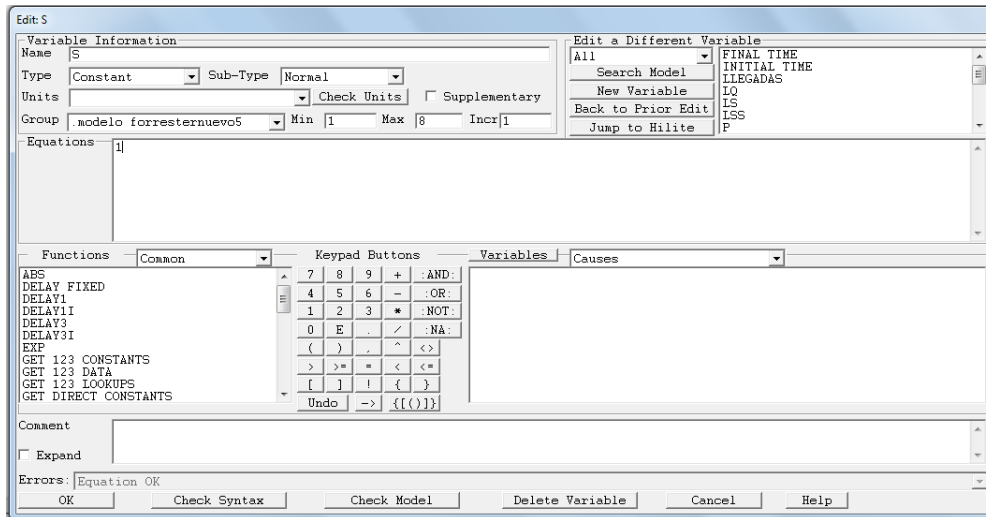 Edit: S
Variable Information
Name S
Type Constant Sub-Type Normal
Units Check Units Supplementary
Group .modelo forresternuevo5 Min 1 Max 8 Incr 1
Edit a Different Variable
All
Search Model
New Variable
Back to Prior Edit
Jump to Hilite
FINAL TIME
INITIAL TIME
LLEGADAS
LQ
LS
LSS
P
Equations
1
Functions Common
ABS
DELAY FIXED
DELAY1
DELAY1I
DELAY3
DELAY3I
EXP
GET 123 CONSTANTS
GET 123 DATA
GET 123 LOOKUPS
GET DIRECT CONSTANTS
Keypad Buttons
7 8 9 + :AND:
4 5 6 - :OR:
1 2 3 * :NOT:
0 E . / :NA:
( ) , ^ <>
> >= = < <=
[ ] ! { }
Undo -> {[()]}
Variables Causes
Comment
Expand
Errors: Equation OK
OK Check Syntax Check Model Delete Variable Cancel Help